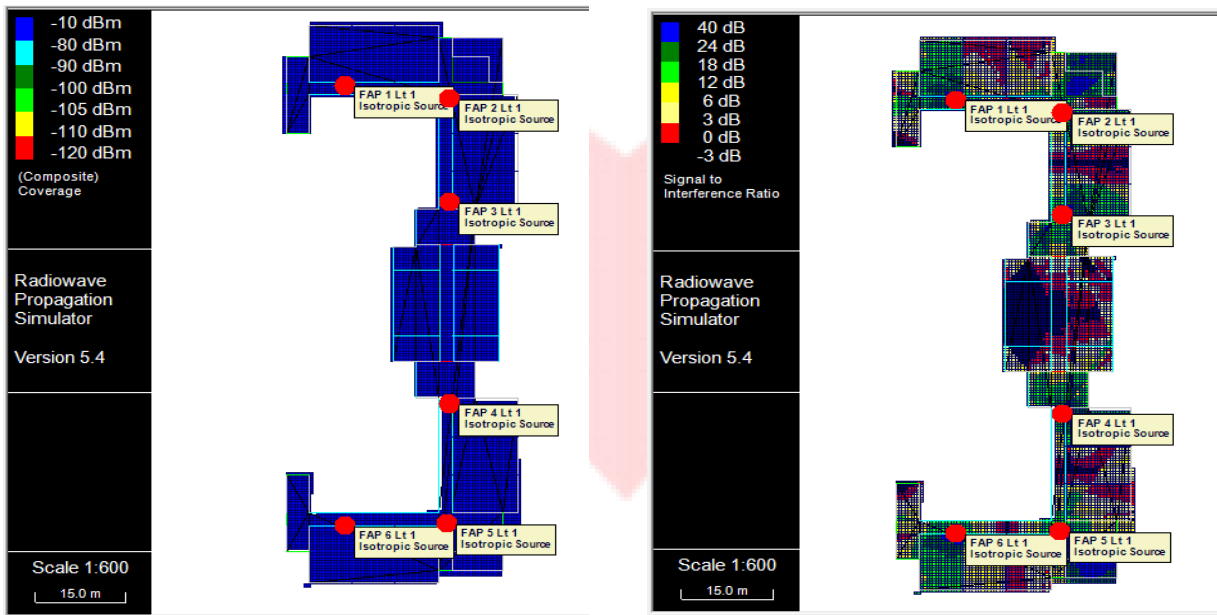 -10 dBm
-80 dBm
-90 dBm
-100 dBm
-105 dBm
-110 dBm
-120 dBm
(Composite)
Coverage
Radiowave
Propagation
Simulator
Version 5.4
Scale 1:600
15.0 m
FAP 1 Lt 1
Isotropic Source
FAP 2 Lt 1
Isotropic Source
FAP 3 Lt 1
Isotropic Source
FAP 4 Lt 1
Isotropic Source
FAP 6 Lt 1
Isotropic Source
FAP 5 Lt 1
Isotropic Source
40 dB
24 dB
18 dB
12 dB
6 dB
3 dB
0 dB
-3 dB
Signal to
Interference Ratio
Radiowave
Propagation
Simulator
Version 5.4
Scale 1:600
15.0 m
FAP 1 Lt 1
Isotropic Source
FAP 2 Lt 1
Isotropic Source
FAP 3 Lt 1
Isotropic Source
FAP 4 Lt 1
Isotropic Source
FAP 6 Lt 1
Isotropic Source
FAP 5 Lt 1
Isotropic Source